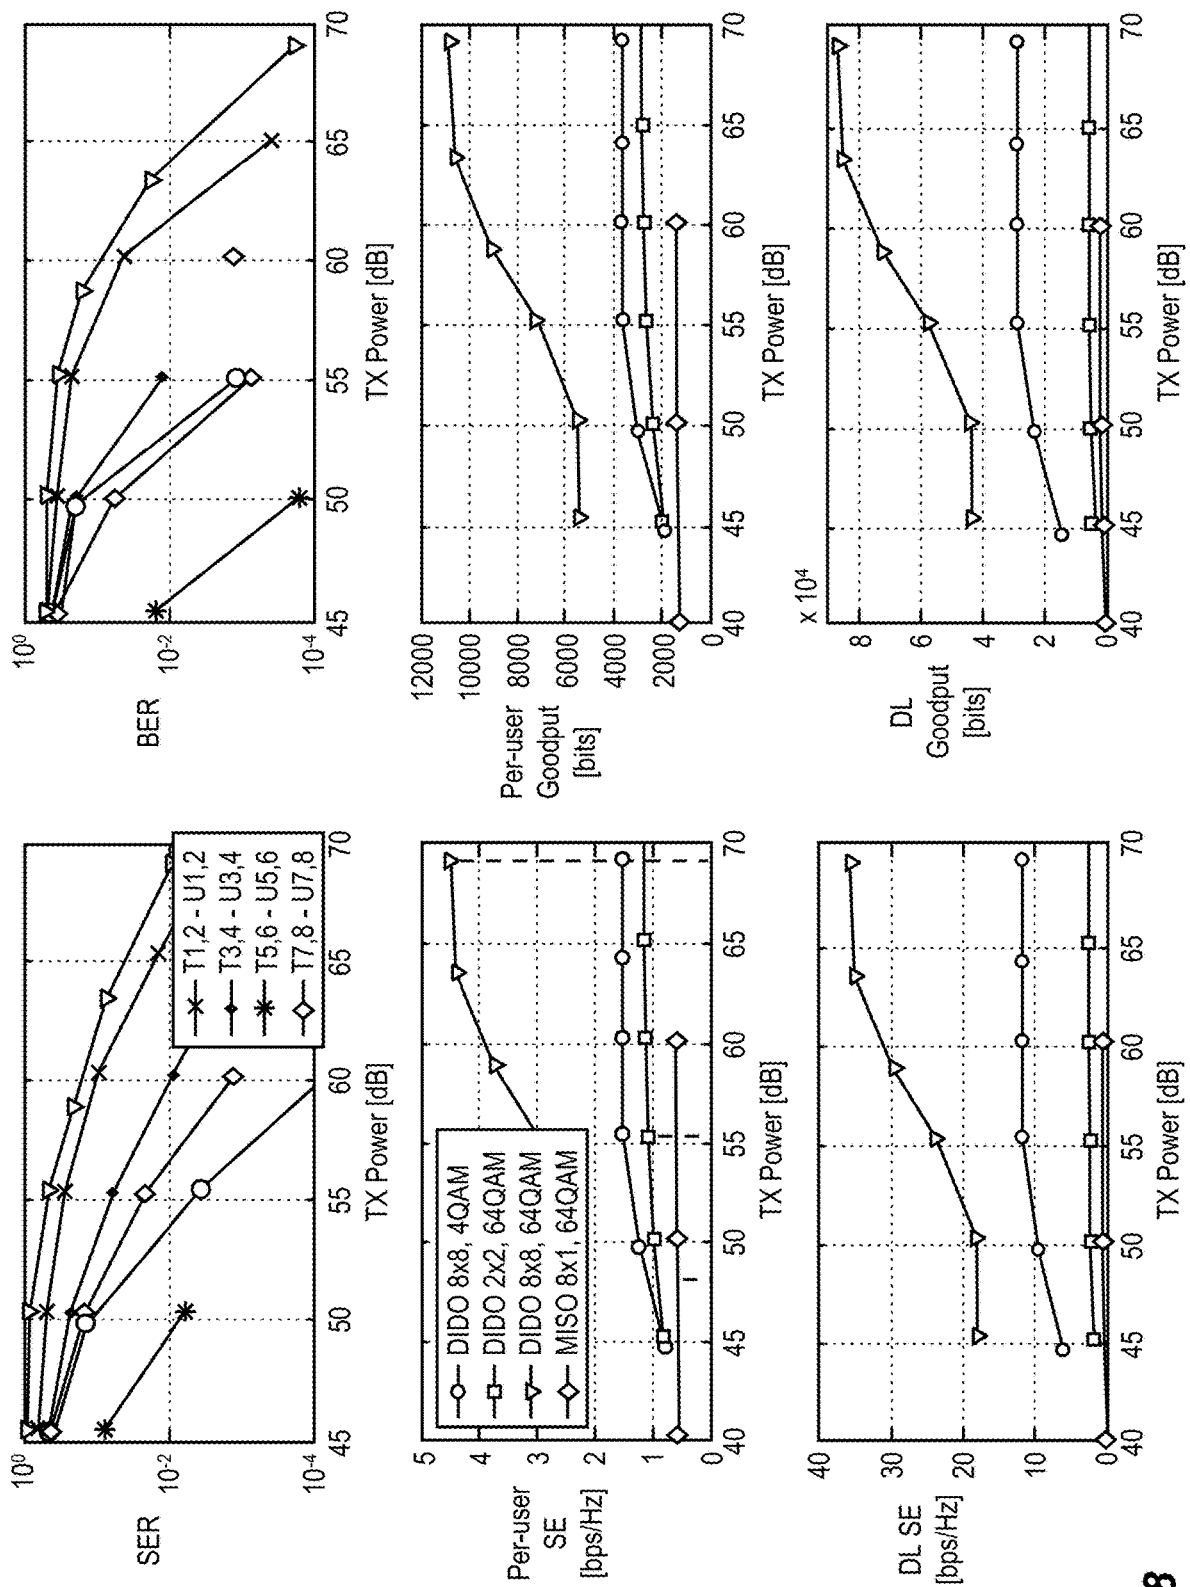 SER
10⁰
10⁻²
10⁻⁴
45
50
55
60
65
70
TX Power [dB]
T1,2 - U1,2
T3,4 - U3,4
T5,6 - U5,6
T7,8 - U7,8
BER
10⁰
10⁻²
10⁻⁴
45
50
55
60
65
70
TX Power [dB]
Per-user
SE
[bps/Hz]
5
4
3
2
1
0
40
45
50
55
60
65
70
TX Power [dB]
DIDO 8x8, 4QAM
DIDO 2x2, 64QAM
DIDO 8x8, 64QAM
MISO 8x1, 64QAM
Per-user
Goodput
[bits]
12000
10000
8000
6000
4000
2000
0
40
45
50
55
60
65
70
TX Power [dB]
DL SE
[bps/Hz]
40
30
20
10
0
40
45
50
55
60
65
70
TX Power [dB]
DL
Goodput
[bits]
x 10⁴
8
6
4
2
0
40
45
50
55
60
65
70
TX Power [dB]
8